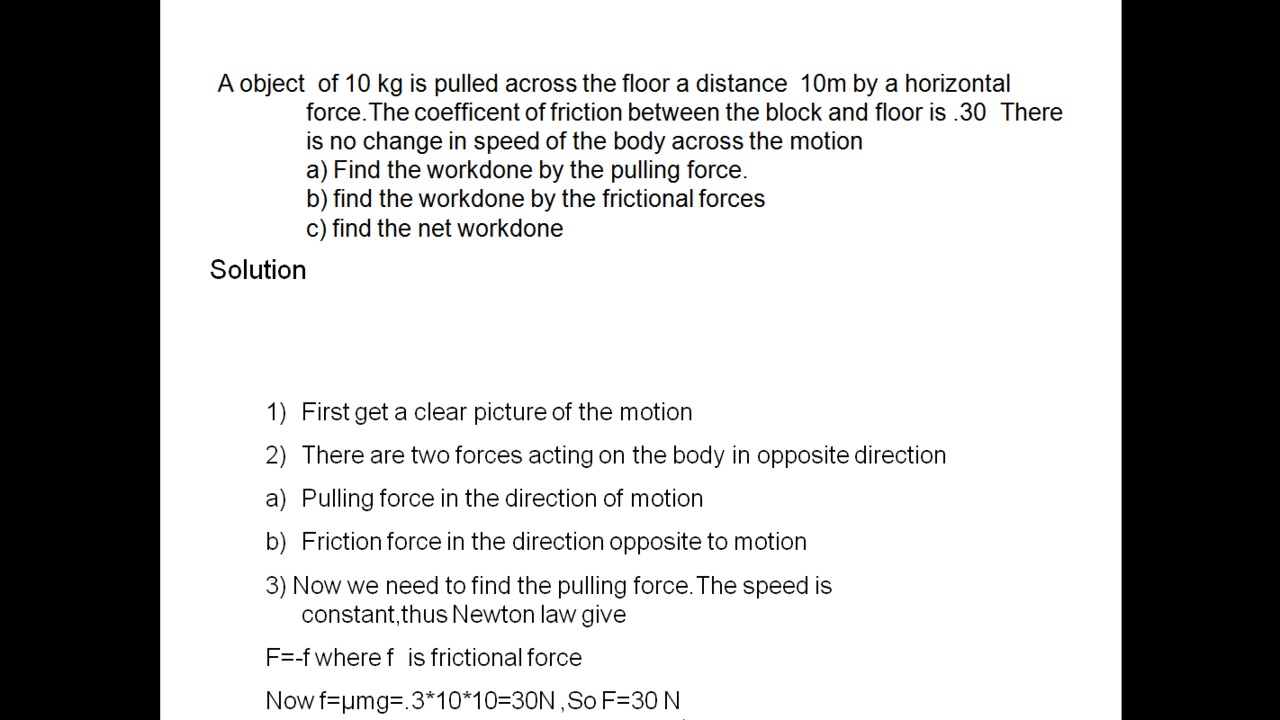 A object of 10 kg is pulled across the floor a distance 10m by a horizontal
force.The coefficent of friction between the block and floor is .30 There
is no change in speed of the body across the motion
a) Find the workdone by the pulling force.
b) find the workdone by the frictional forces
c) find the net workdone
Solution
1) First get a clear picture of the motion
2) There are two forces acting on the body in opposite direction
a) Pulling force in the direction of motion
b) Friction force in the direction opposite to motion
3) Now we need to find the pulling force.The speed is
constant,thus Newton law give
F=-f where f is frictional force
Now f=μmg=.3*10*10=30N ,So F=30 N